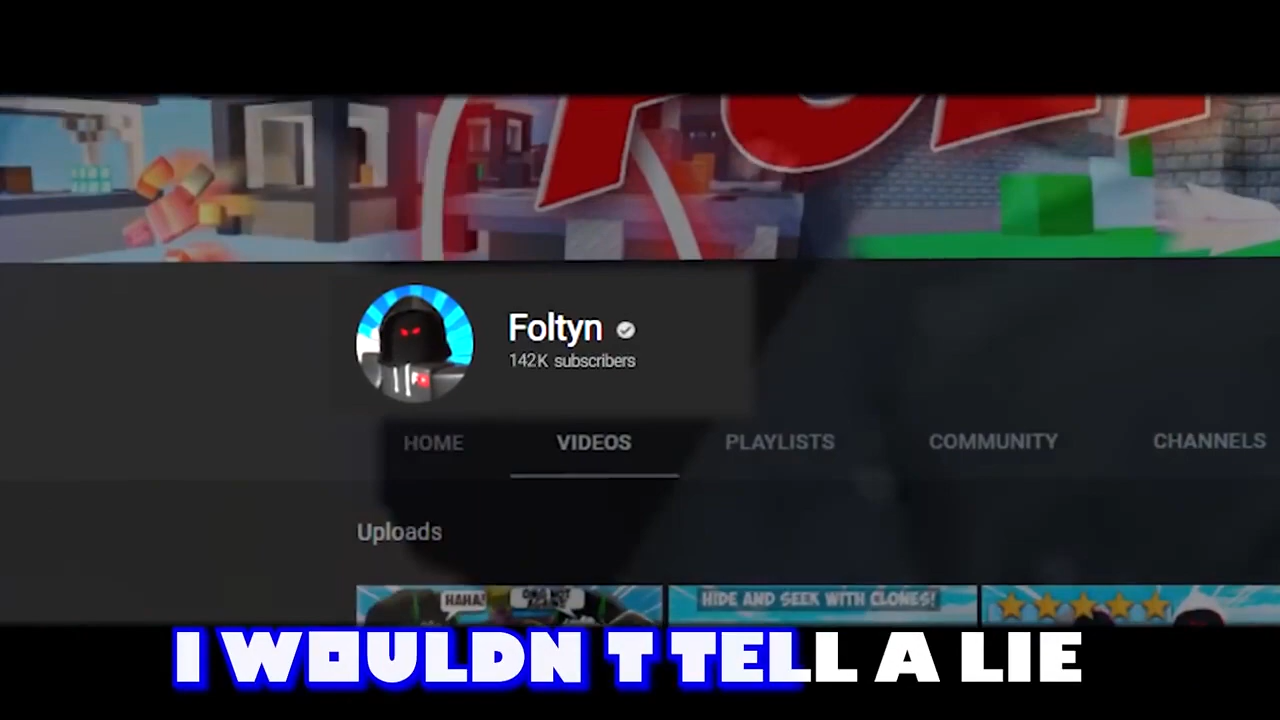 Foltyn
142K subscribers
HOME VIDEOS PLAYLISTS COMMUNITY CHANNELS
Uploads
HAHA!
HIDE AND SEEK WITH CLONES!
I WOULDN T TELL A LIE